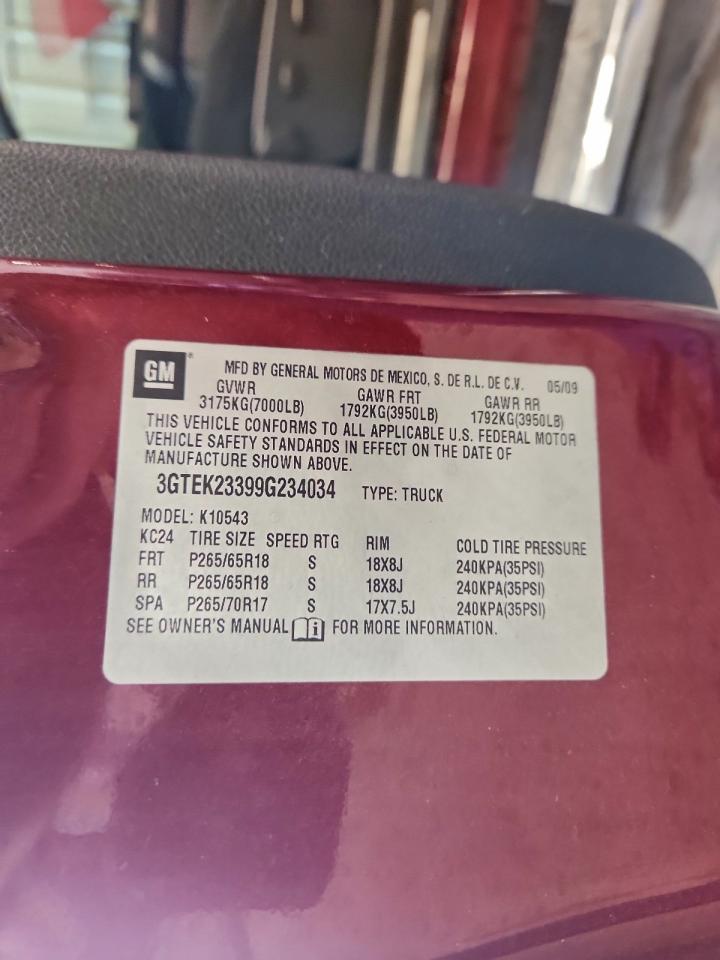 GM
MFD BY GENERAL MOTORS DE MEXICO, S. DE R.L. DE C.V. 05/09
GVWR GAWR FRT GAWR RR
3175KG(7000LB) 1792KG(3950LB) 1792KG(3950LB)
THIS VEHICLE CONFORMS TO ALL APPLICABLE U.S. FEDERAL MOTOR
VEHICLE SAFETY STANDARDS IN EFFECT ON THE DATE OF
MANUFACTURE SHOWN ABOVE.
3GTEK23399G234034 TYPE: TRUCK
MODEL: K10543
KC24 TIRE SIZE SPEED RTG RIM COLD TIRE PRESSURE
FRT P265/65R18 S 18X8J 240KPA(35PSI)
RR P265/65R18 S 18X8J 240KPA(35PSI)
SPA P265/70R17 S 17X7.5J 240KPA(35PSI)
SEE OWNER'S MANUAL i FOR MORE INFORMATION.